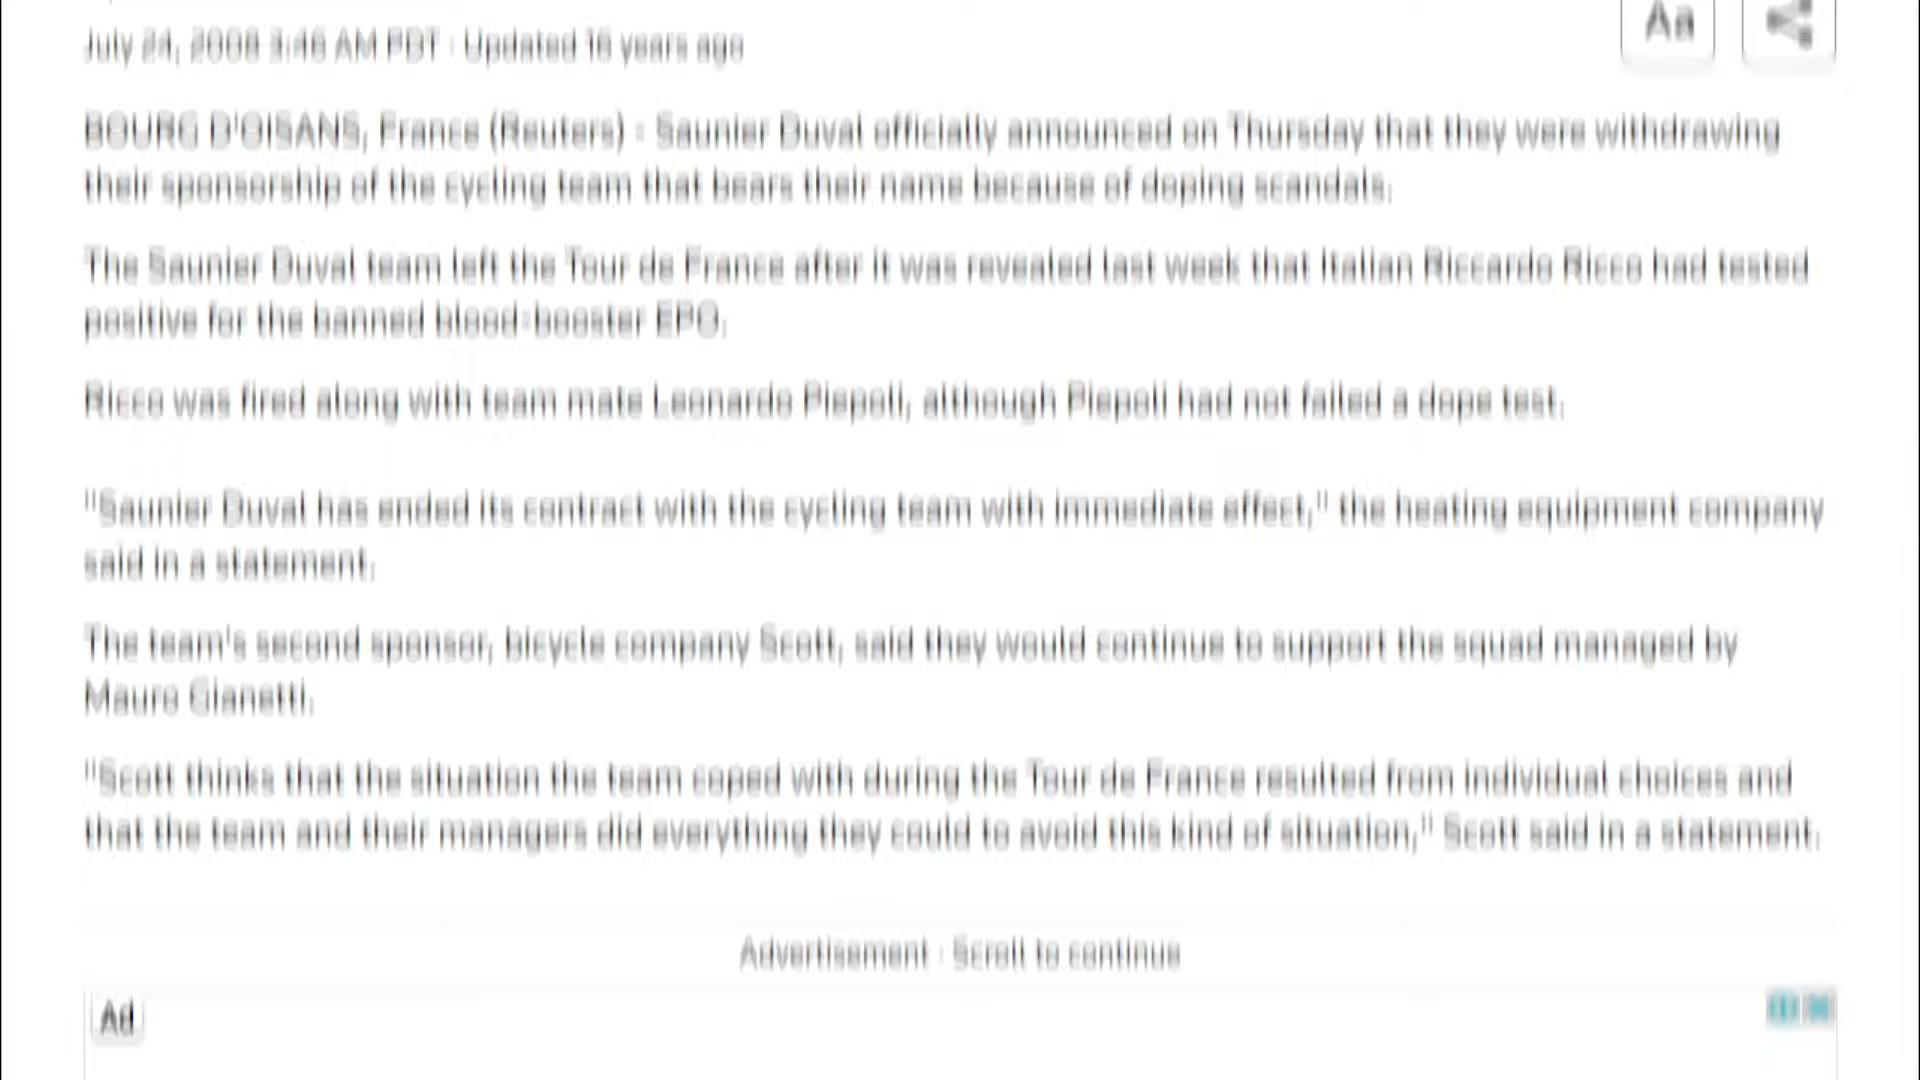 Aa
July 24, 2008 3:46 AM PDT · Updated 16 years ago
BOURG D'OISANS, France (Reuters) - Saunier Duval officially announced on Thursday that they were withdrawing
their sponsorship of the cycling team that bears their name because of doping scandals.
The Saunier Duval team left the Tour de France after it was revealed last week that Italian Riccardo Ricco had tested
positive for the banned blood-booster EPO.
Ricco was fired along with team mate Leonardo Piepoli, although Piepoli had not failed a dope test.
"Saunier Duval has ended its contract with the cycling team with immediate effect," the heating equipment company
said in a statement.
The team's second sponsor, bicycle company Scott, said they would continue to support the squad managed by
Mauro Gianetti.
"Scott thinks that the situation the team coped with during the Tour de France resulted from individual choices and
that the team and their managers did everything they could to avoid this kind of situation," Scott said in a statement.
Advertisement · Scroll to continue
Ad